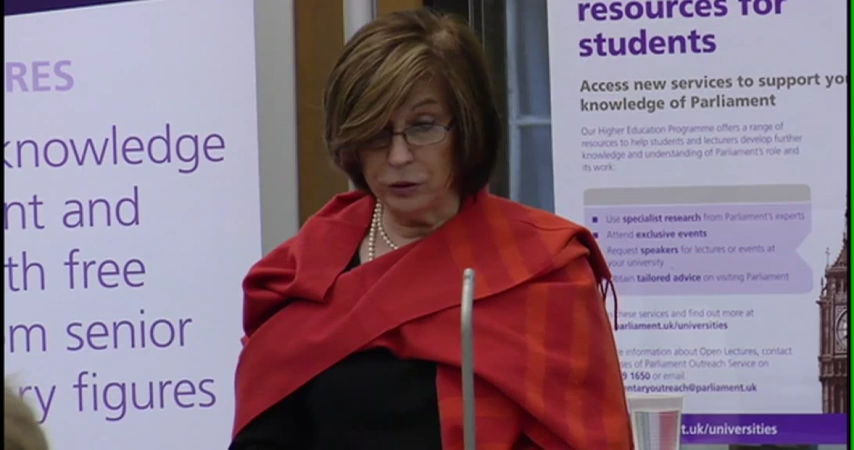 RES
knowledge
nt and
th free
m senior
ry figures
resources for
students
Access new services to support you
knowledge of Parliament
Our Higher Education Programme offers a range of
resources to help students and lecturers develop further
knowledge and understanding of Parliament's role and
its work:
Use specialist research from Parliament's experts
Attend exclusive events
Request speakers for lectures or events at
your university
tain tailored advice on visiting Parliament
these services and find out more at
parliament.uk/universities
e information about Open Lectures, contact
ses of Parliament Outreach Service on
9 1650 or email
entaryoutreach@parliament.uk
t.uk/universities